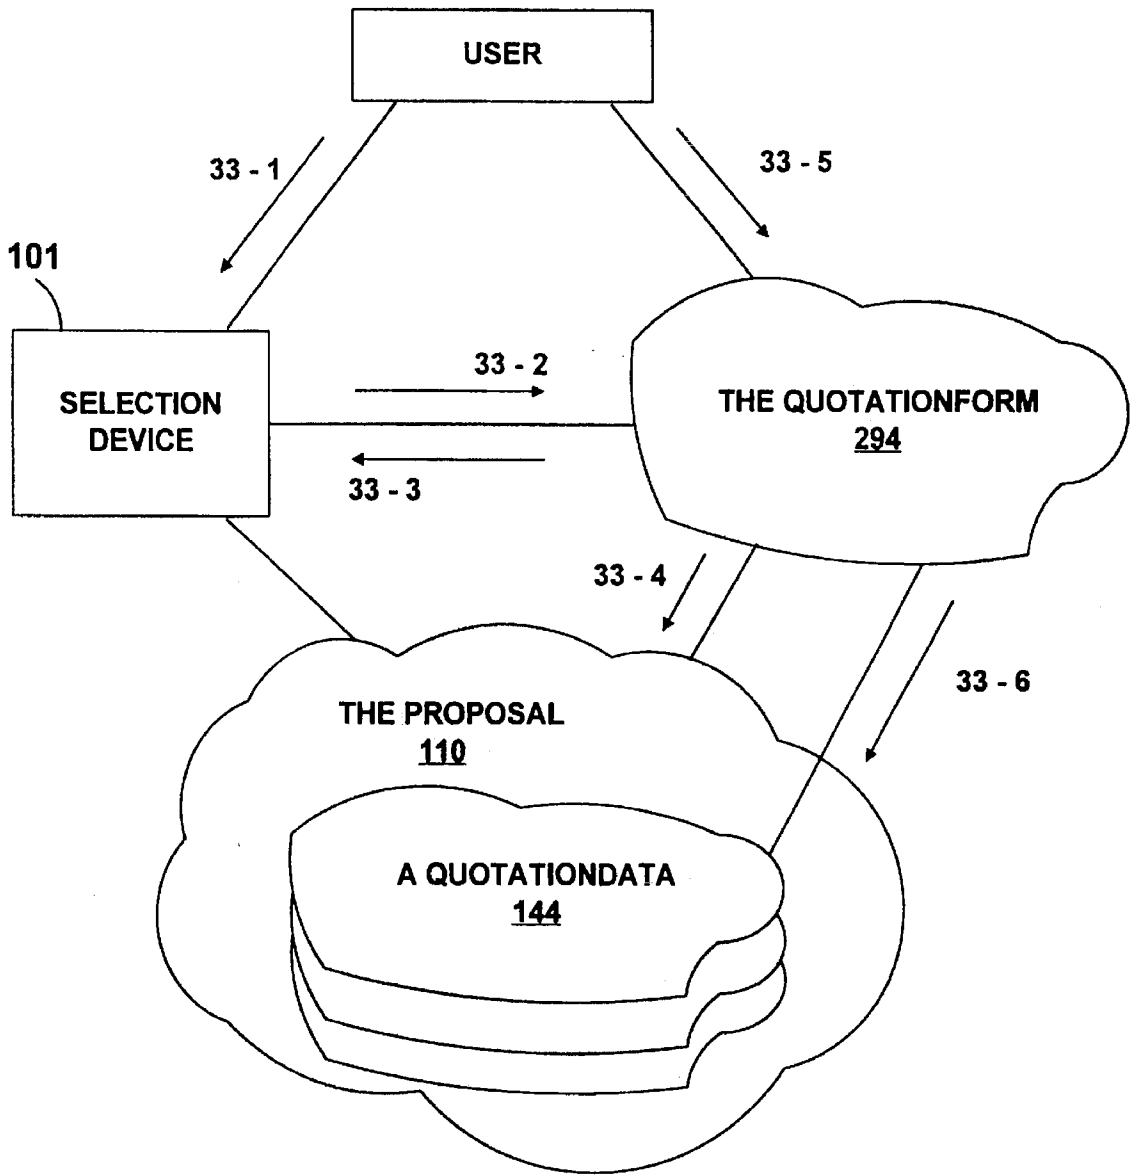 USER
33 - 1
33 - 5
101
SELECTION
DEVICE
33 - 2
THE QUOTATIONFORM
294
33 - 3
33 - 4
33 - 6
THE PROPOSAL
110
A QUOTATIONDATA
144